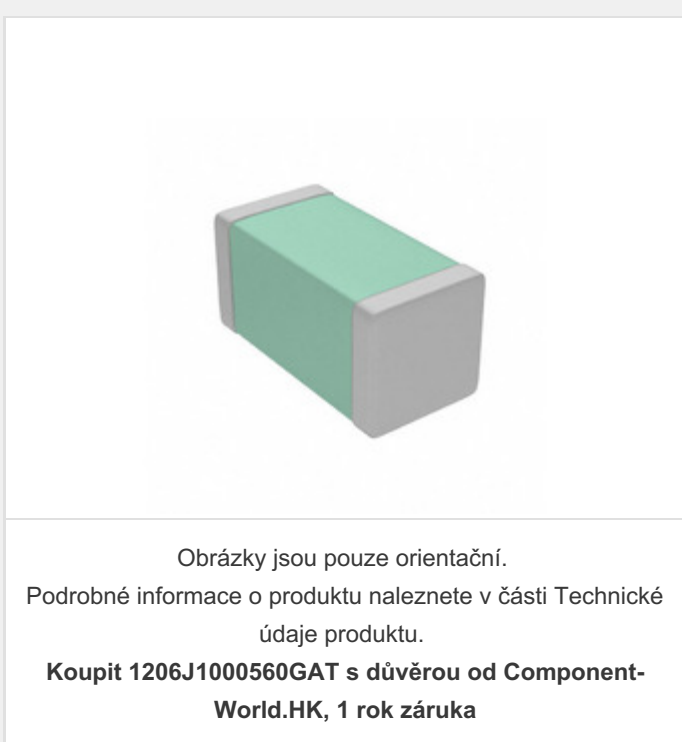 Obrázky jsou pouze orientační.
Podrobné informace o produktu naleznete v části Technické
údaje produktu.
Koupit 1206J1000560GAT s důvěrou od Component-
World.HK, 1 rok záruka